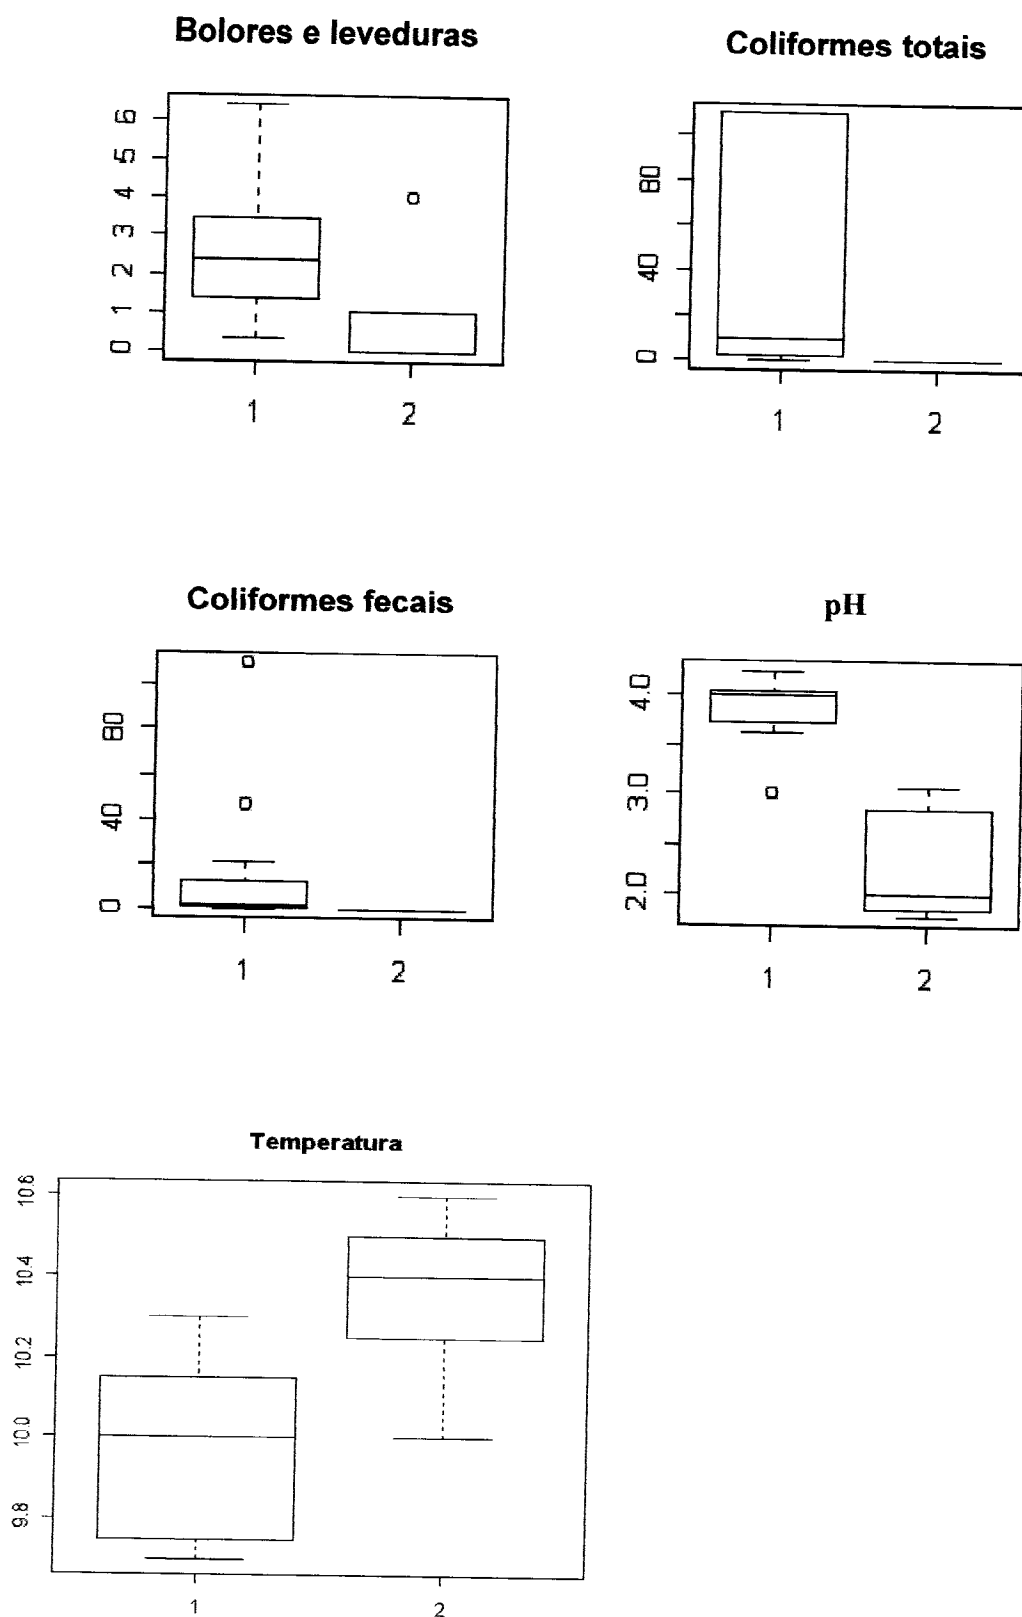 Bolores e leveduras
0 1 2 3 4 5 6
1 2
Coliformes totais
0 40 80
1 2
Coliformes fecais
0 40 80
1 2
pH
2.0 3.0 4.0
1 2
Temperatura
9.8 10.0 10.2 10.4 10.6
1 2